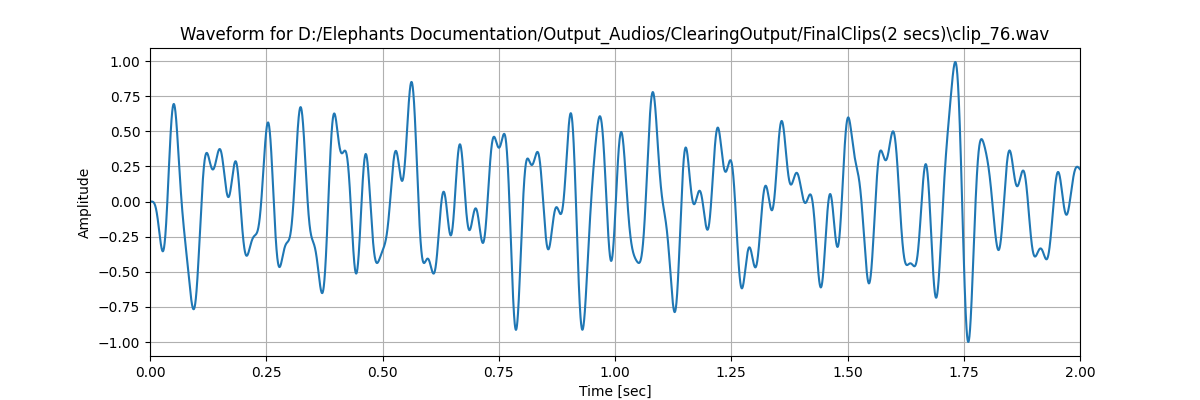 Waveform for D:/Elephants Documentation/Output_Audios/ClearingOutput/FinalClips(2 secs)\clip_76.wav
1.00
0.75
0.50
0.25
0.00
−0.25
−0.50
−0.75
−1.00
Amplitude
0.00 0.25 0.50 0.75 1.00 1.25 1.50 1.75 2.00
Time [sec]